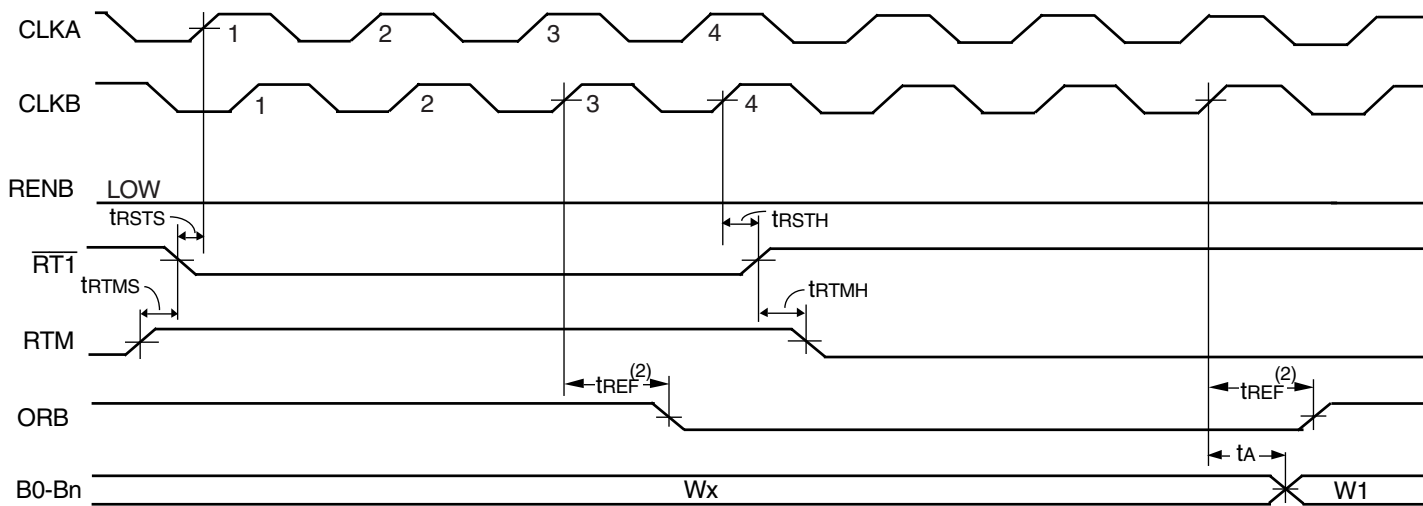 CLKA 1 2 3 4
CLKB 1 2 3 4
RENB LOW
tRSTS tRSTH
RT1
tRTMS tRTMH
RTM
tREF(2) tREF(2)
ORB
tA
B0-Bn Wx W1